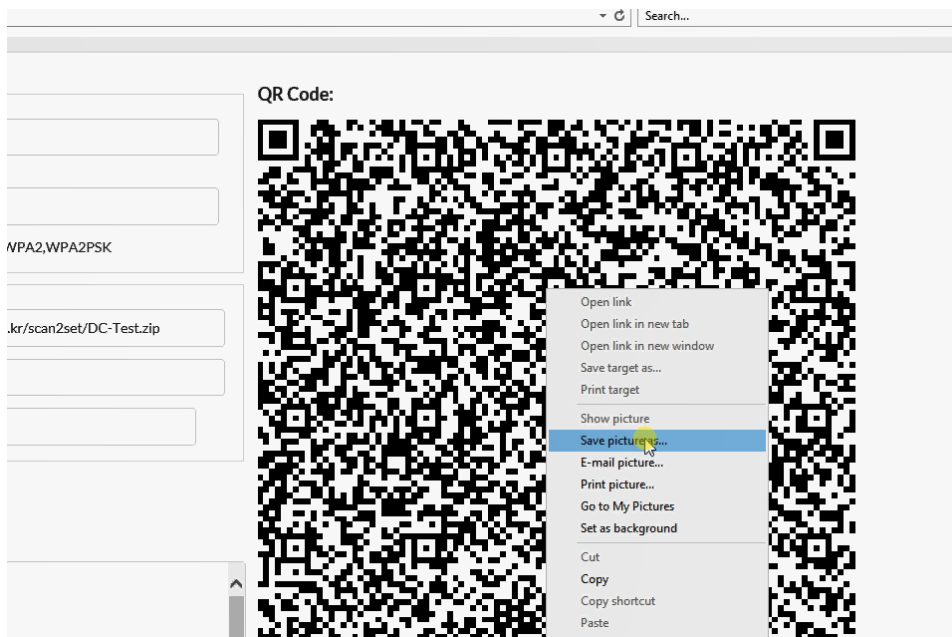 Search...
QR Code:
WPA2,WPA2PSK
.kr/scan2set/DC-Test.zip
Open link
Open link in new tab
Open link in new window
Save target as...
Print target
Show picture
Save picture as...
E-mail picture...
Print picture...
Go to My Pictures
Set as background
Cut
Copy
Copy shortcut
Paste